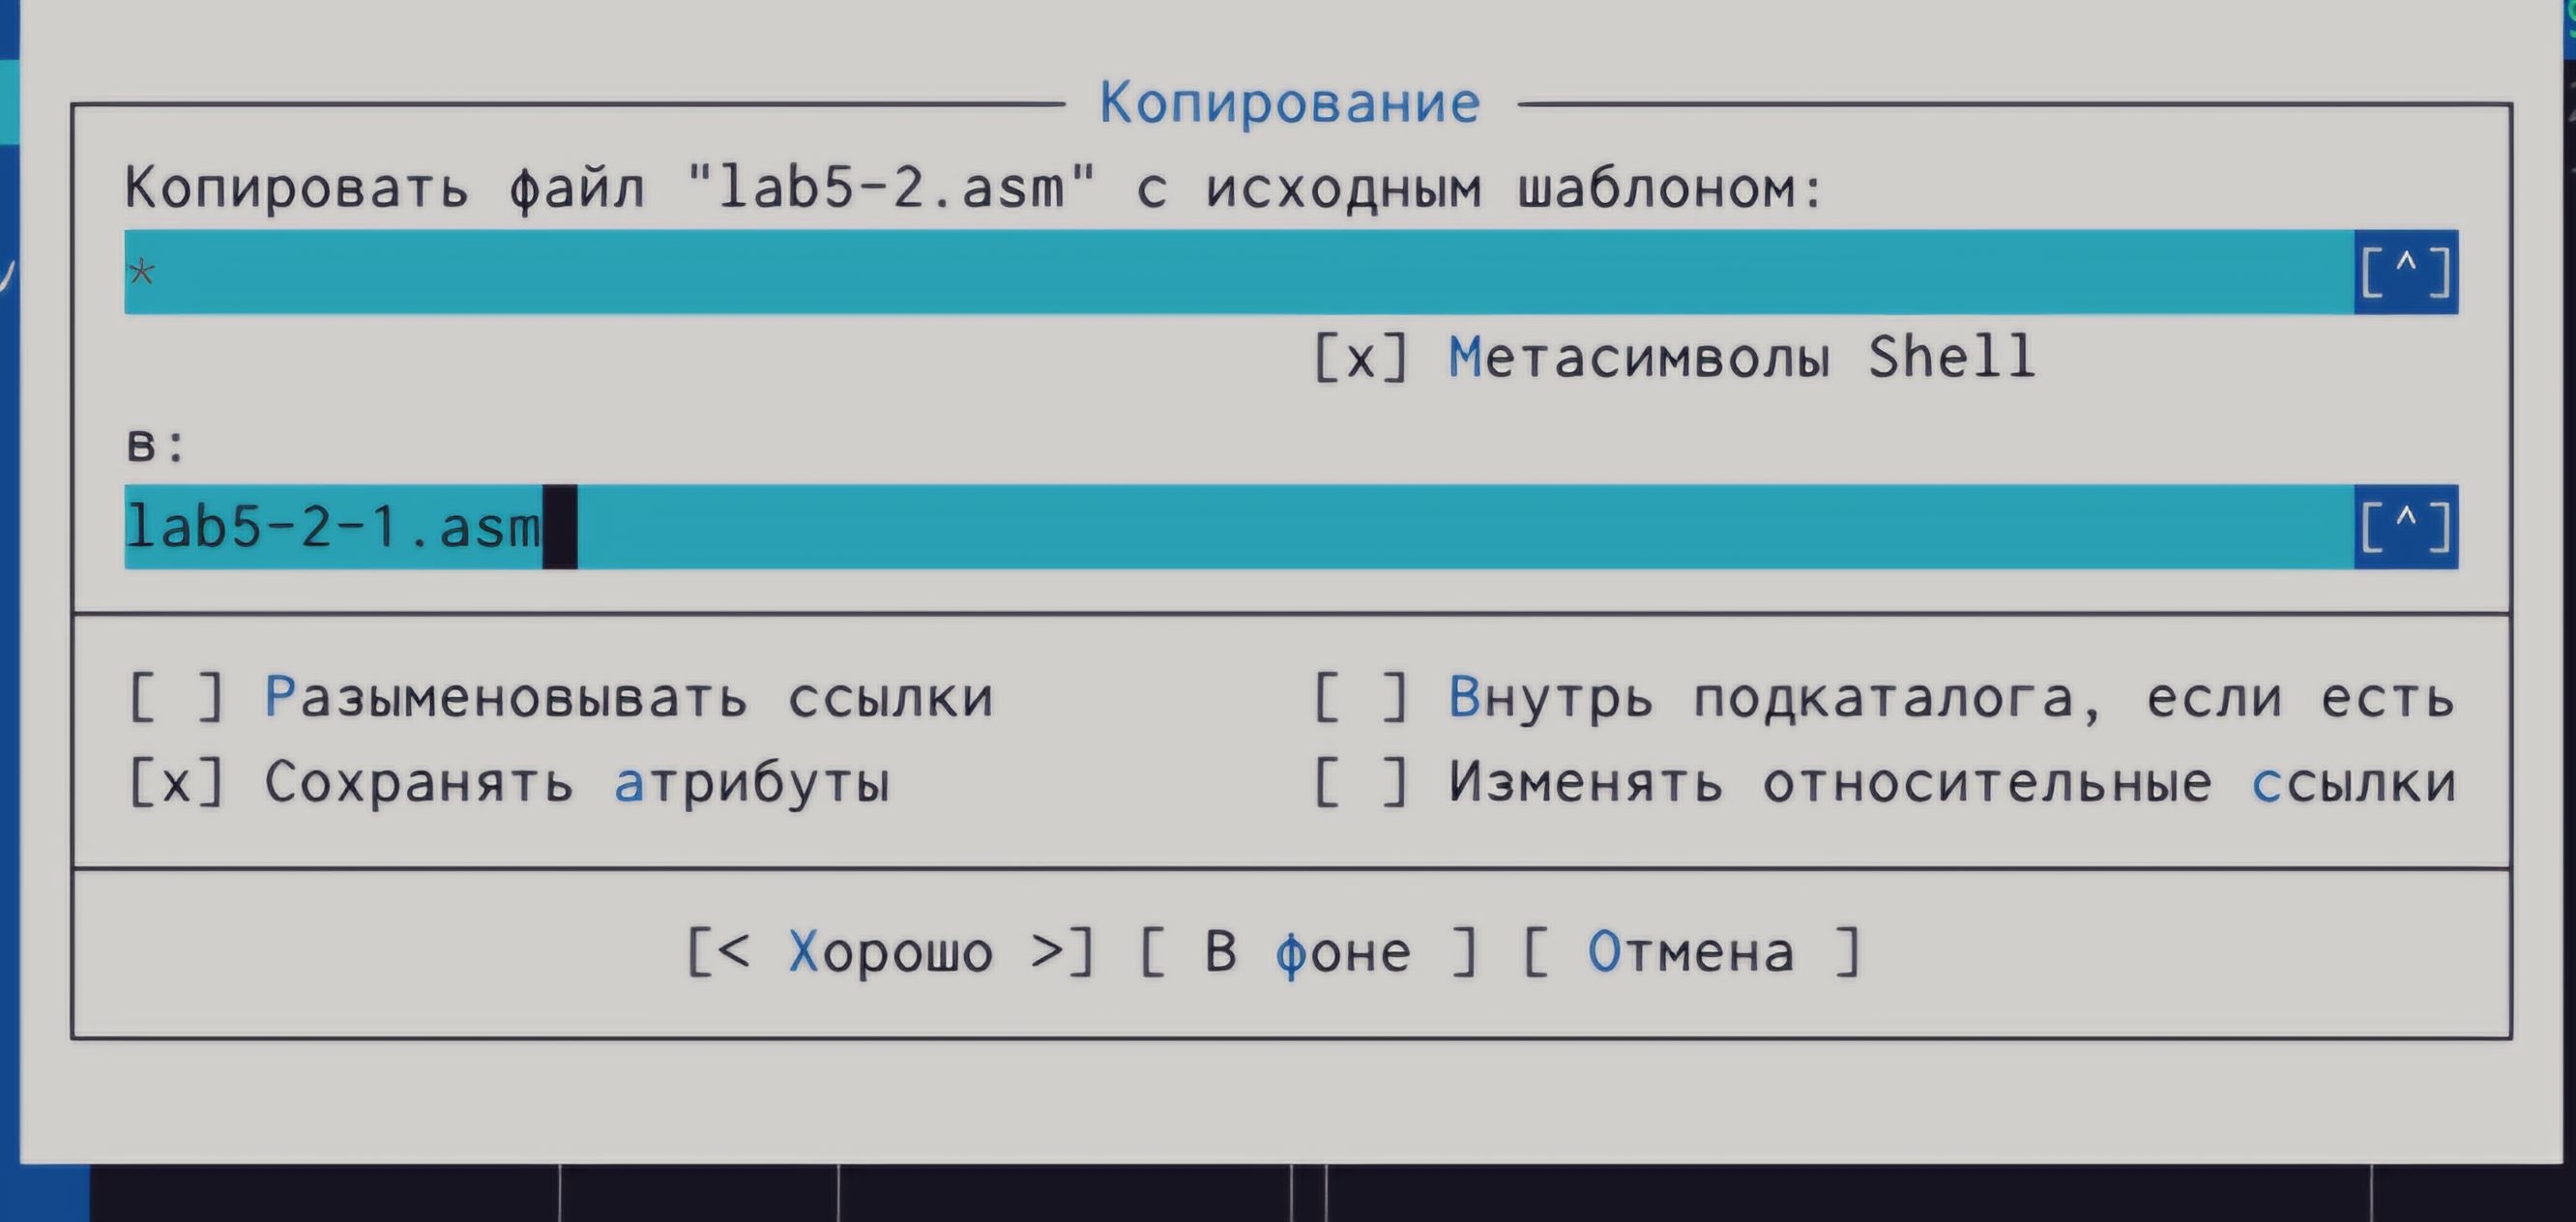 Копирование
Копировать файл "lab5-2.asm" с исходным шаблоном:
* [^]
[x] Метасимволы Shell
в:
lab5-2-1.asm [^]
[ ] Разыменовывать ссылки [ ] Внутрь подкаталога, если есть
[x] Сохранять атрибуты [ ] Изменять относительные ссылки
[< Хорошо >] [ В фоне ] [ Отмена ]